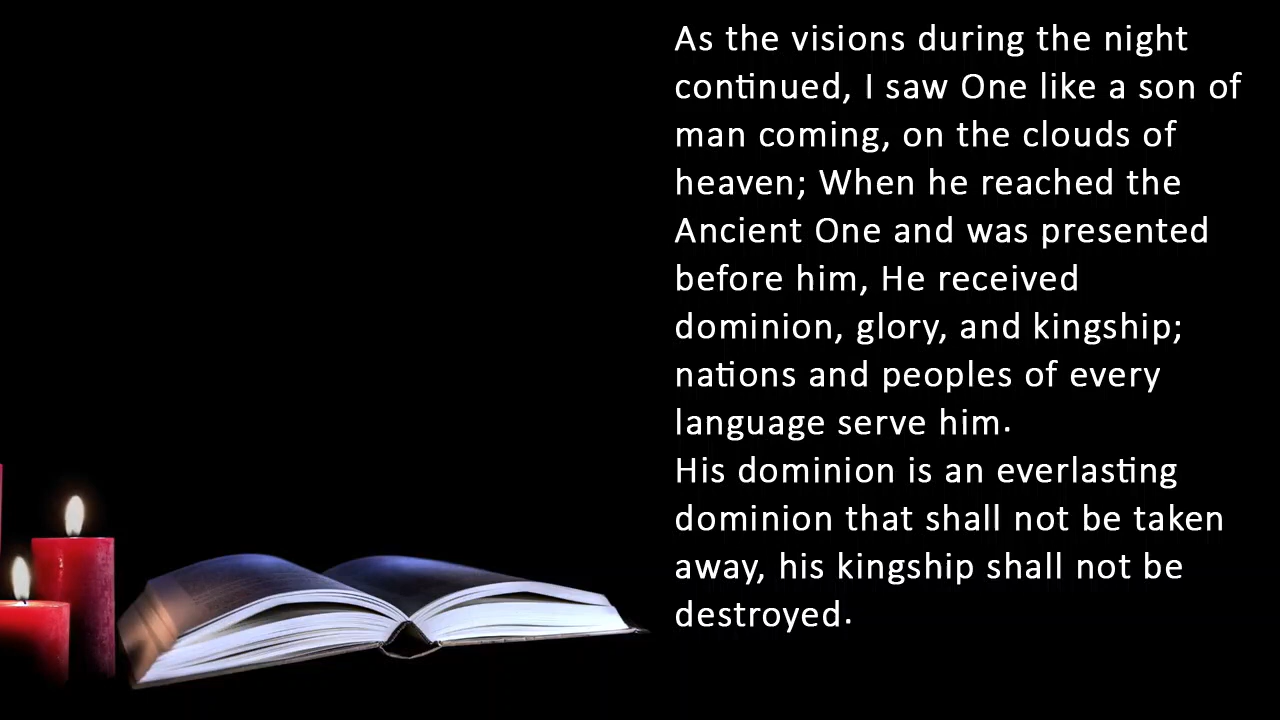 As the visions during the night
continued, I saw One like a son of
man coming, on the clouds of
heaven; When he reached the
Ancient One and was presented
before him, He received
dominion, glory, and kingship;
nations and peoples of every
language serve him.
His dominion is an everlasting
dominion that shall not be taken
away, his kingship shall not be
destroyed.